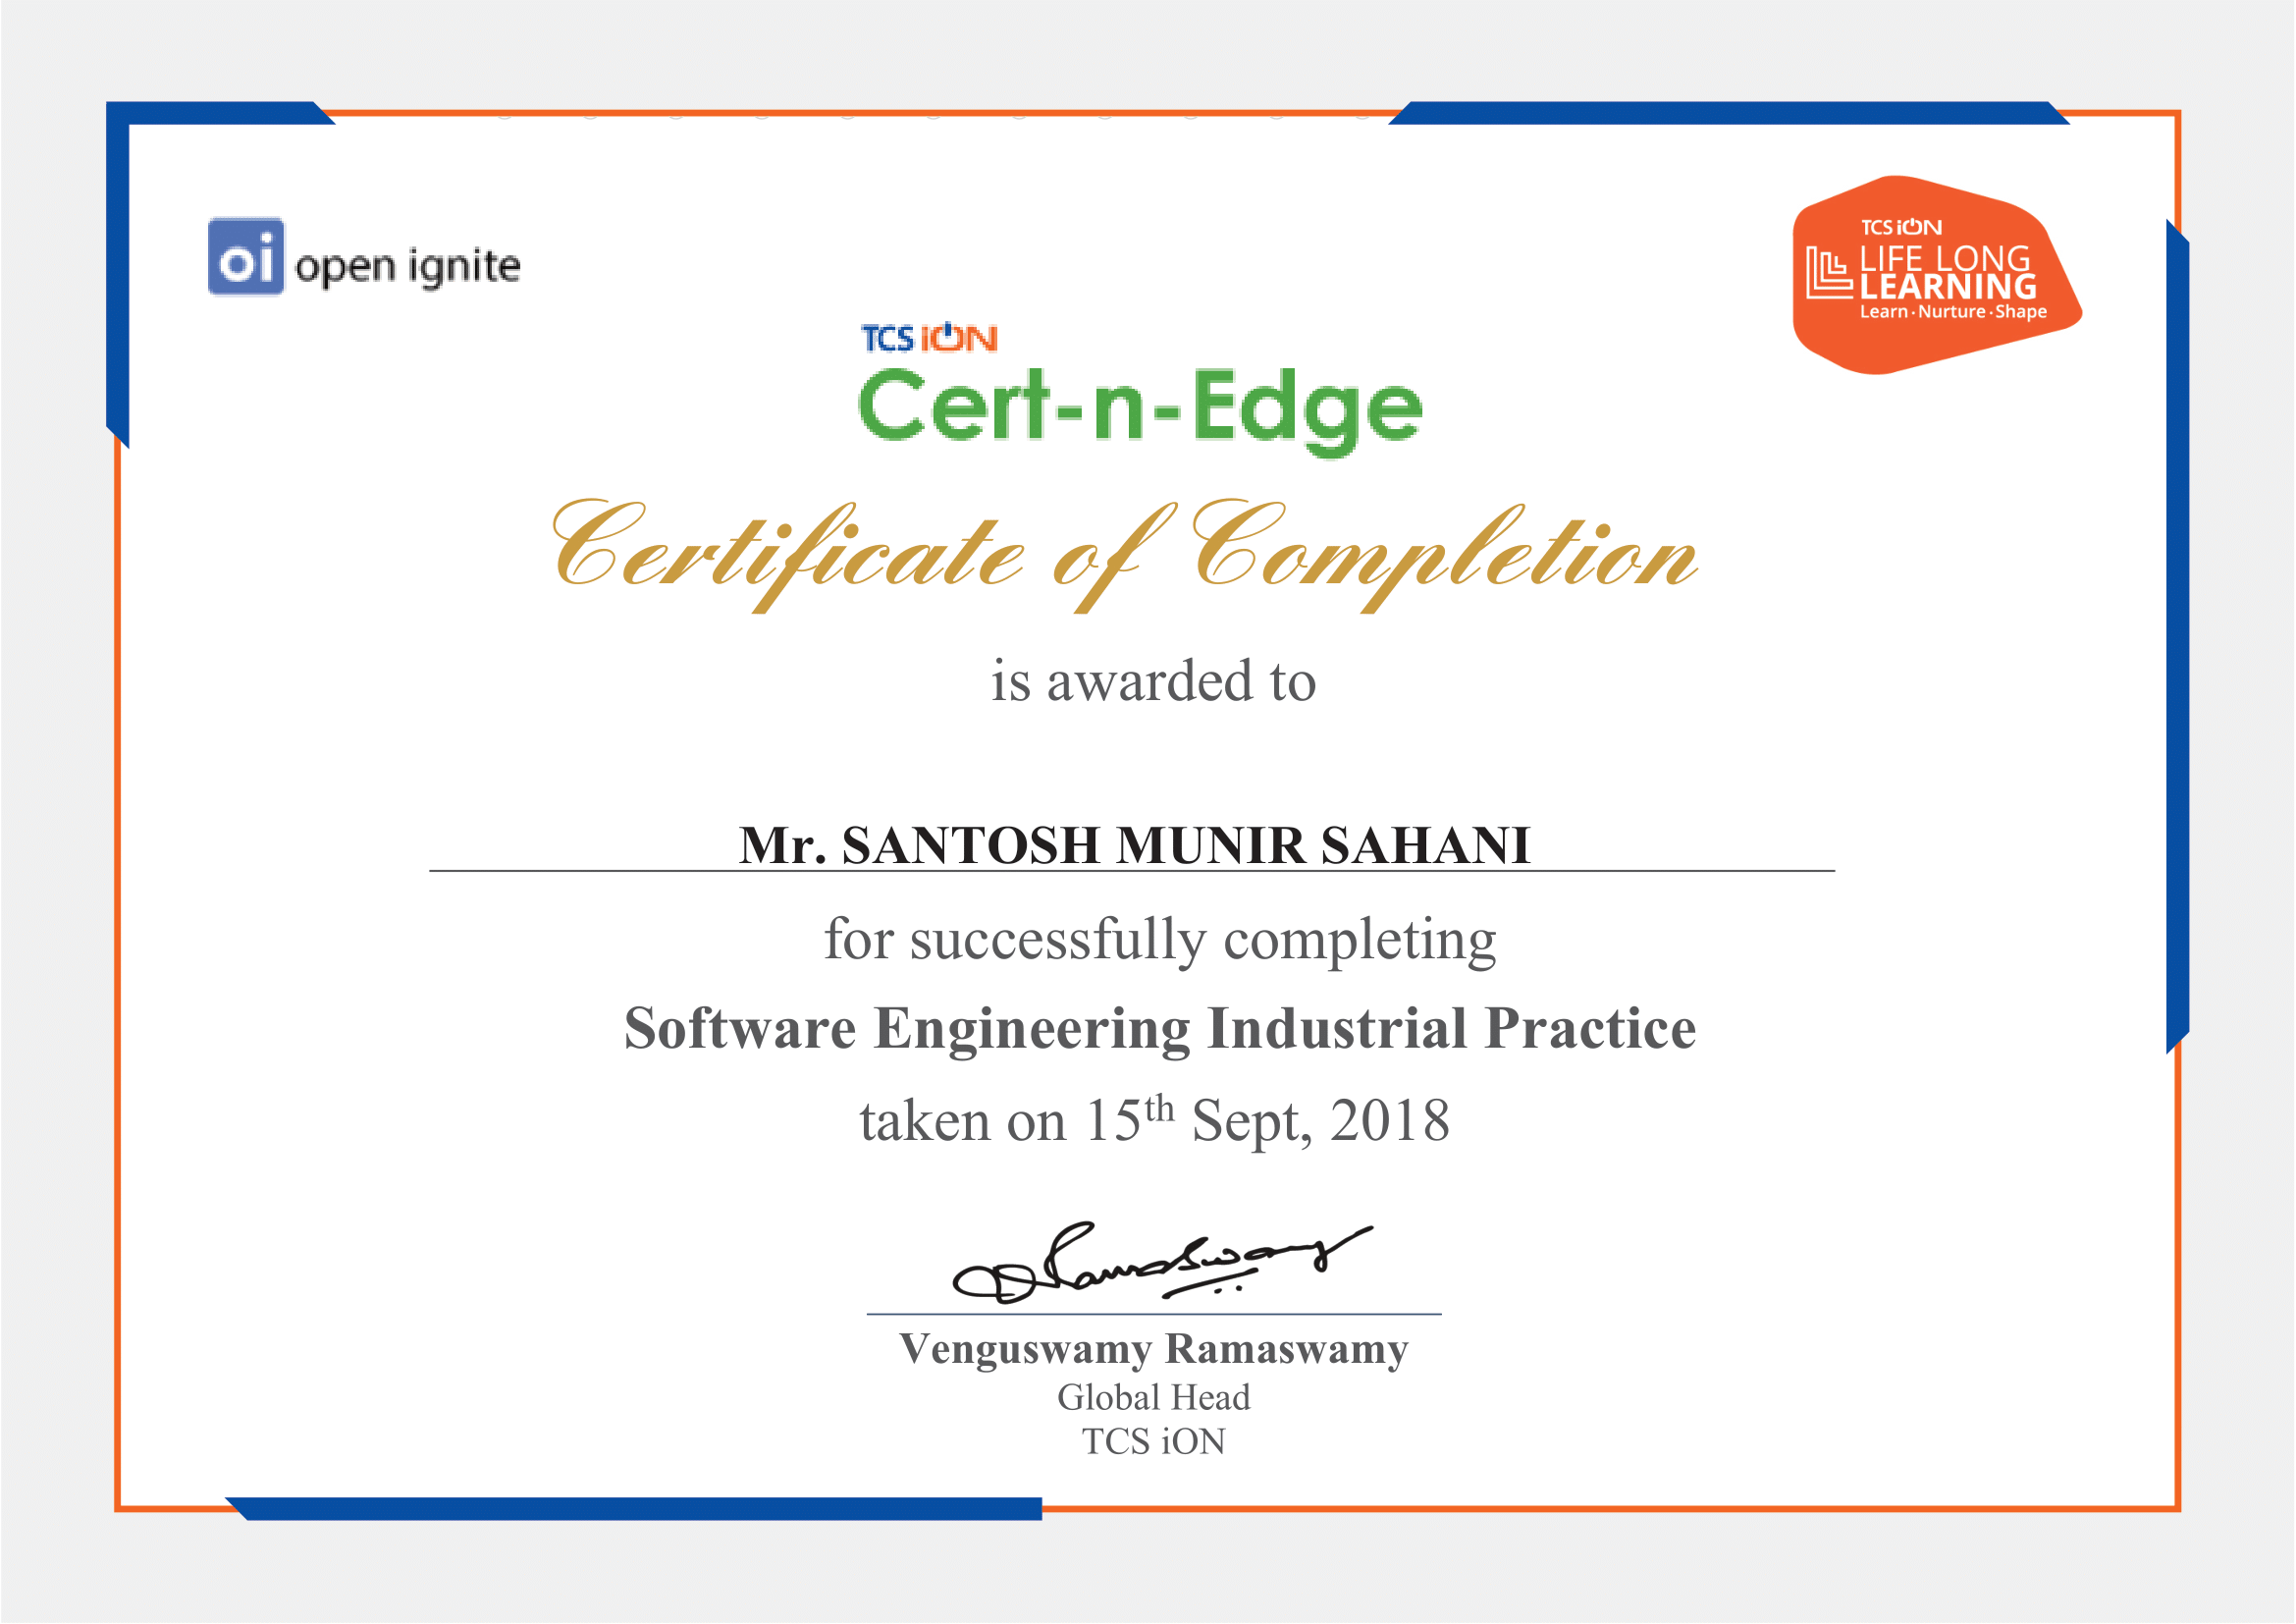 oi open ignite
TCS iON
LIFE LONG
LEARNING
Learn · Nurture · Shape
TCS iON
Cert-n-Edge
Certificate of Completion
is awarded to
Mr. SANTOSH MUNIR SAHANI
for successfully completing
Software Engineering Industrial Practice
taken on 15th Sept, 2018
Venguswamy Ramaswamy
Global Head
TCS iON